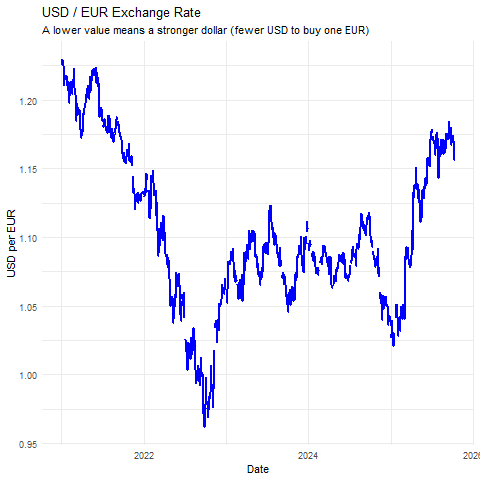 USD / EUR Exchange Rate
A lower value means a stronger dollar (fewer USD to buy one EUR)
1.20
1.15
1.10
1.05
1.00
0.95
USD per EUR
2022
2024
2026
Date